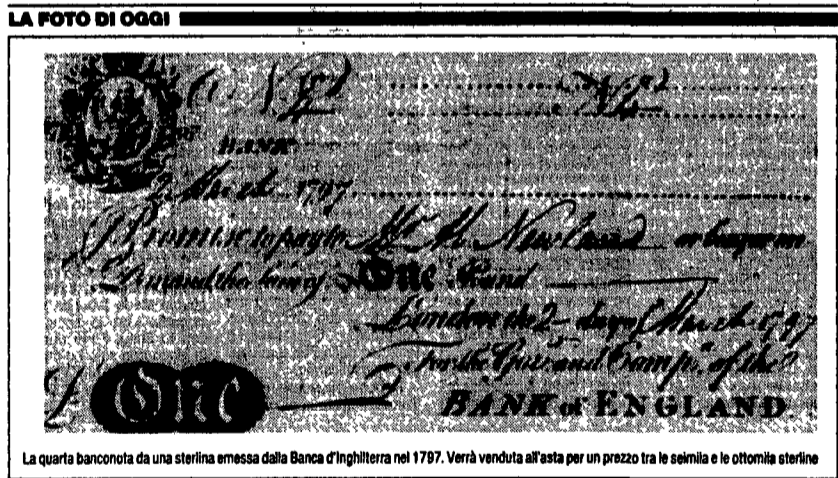 LA FOTO DI OGGI
BANK
2 March 1797
I Promise to pay to Mr. A. Newland or bearer on
Demand the Sum of One Pound
London the 2 day of March 1797
For the Gov. and Comp.a of the
£ One BANK of ENGLAND.
La quarta banconota da una sterlina emessa dalla Banca d'Inghilterra nel 1797. Verrà venduta all'asta per un prezzo tra le seimila e le ottomila sterline